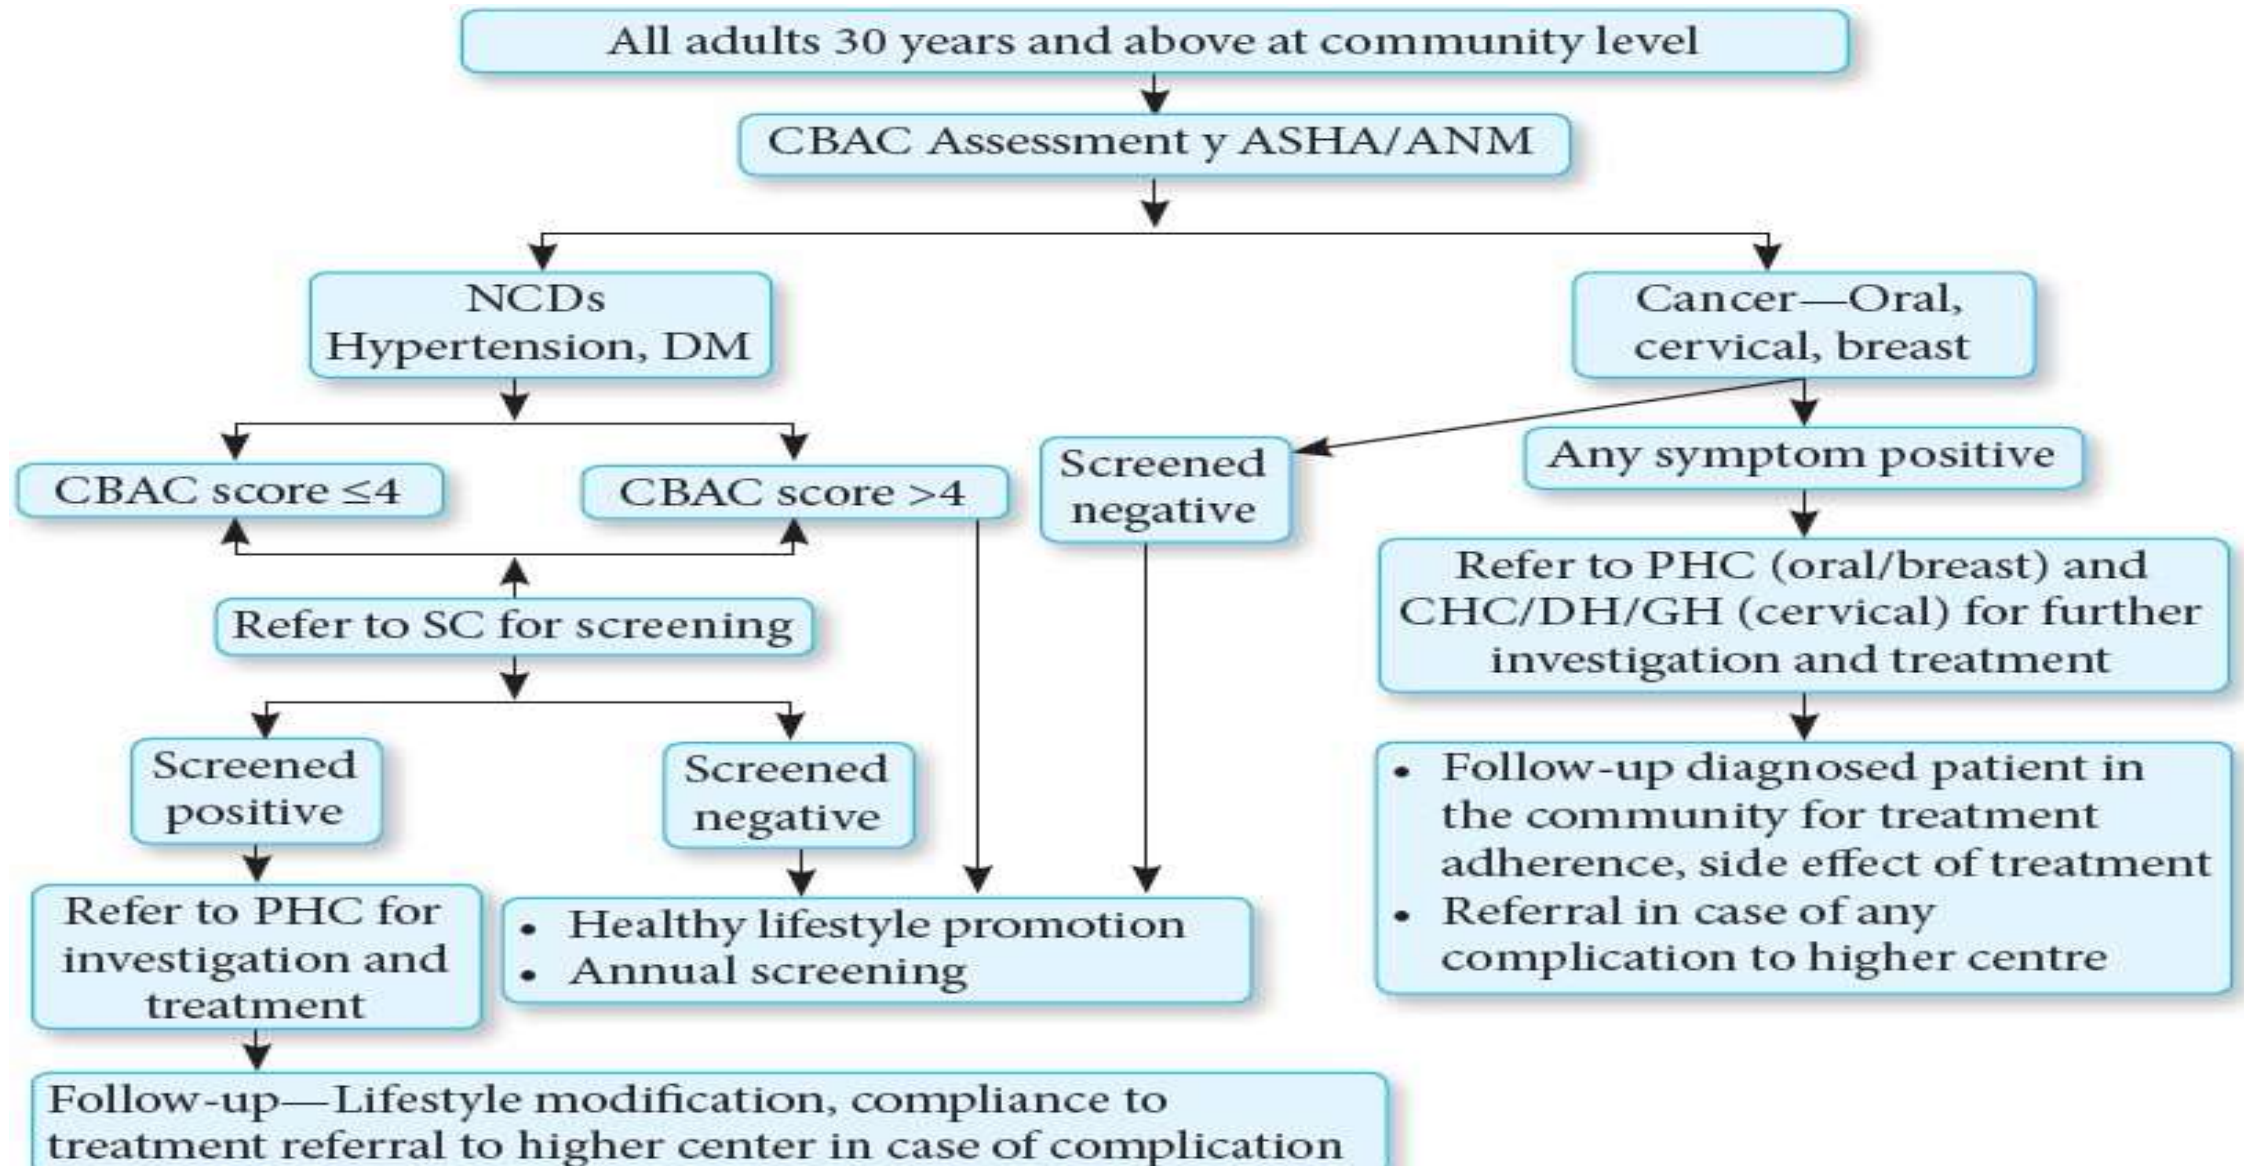 All adults 30 years and above at community level
CBAC Assessment y ASHA/ANM
NCDs
Hypertension, DM
Cancer—Oral,
cervical, breast
CBAC score ≤4
CBAC score >4
Screened
negative
Any symptom positive
Refer to SC for screening
Refer to PHC (oral/breast) and
CHC/DH/GH (cervical) for further
investigation and treatment
Screened
positive
Screened
negative
• Follow-up diagnosed patient in
the community for treatment
adherence, side effect of treatment
• Referral in case of any
complication to higher centre
Refer to PHC for
investigation and
treatment
• Healthy lifestyle promotion
• Annual screening
Follow-up—Lifestyle modification, compliance to
treatment referral to higher center in case of complication